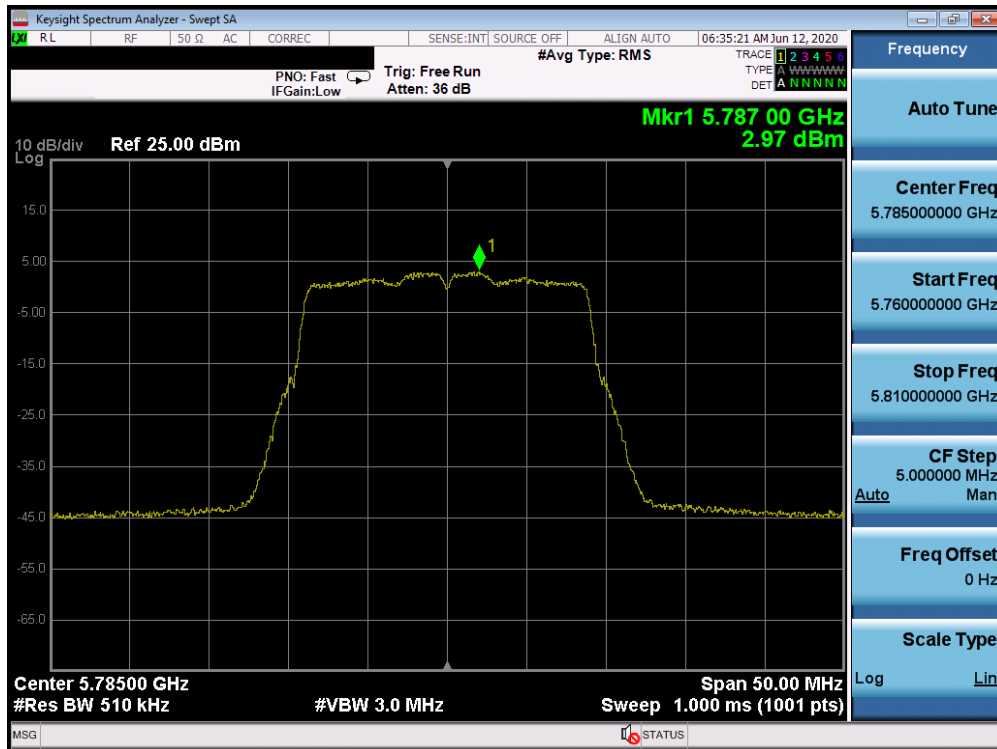 Keysight Spectrum Analyzer - Swept SA
LXI RL RF 50 Ω AC CORREC SENSE:INT SOURCE OFF ALIGN AUTO 06:35:21 AM Jun 12, 2020
#Avg Type: RMS
TRACE 1 2 3 4 5 6
TYPE A WWWWW
DET A N N N N N
PNO: Fast
IFGain:Low
Trig: Free Run
Atten: 36 dB
Mkr1 5.787 00 GHz
2.97 dBm
10 dB/div
Log
Ref 25.00 dBm
1
15.0
5.00
-5.00
-15.0
-25.0
-35.0
-45.0
-55.0
-65.0
Center 5.78500 GHz
#Res BW 510 kHz
#VBW 3.0 MHz
Span 50.00 MHz
Sweep 1.000 ms (1001 pts)
MSG
STATUS
Frequency
Auto Tune
Center Freq
5.785000000 GHz
Start Freq
5.760000000 GHz
Stop Freq
5.810000000 GHz
CF Step
5.000000 MHz
Auto Man
Freq Offset
0 Hz
Scale Type
Log Lin